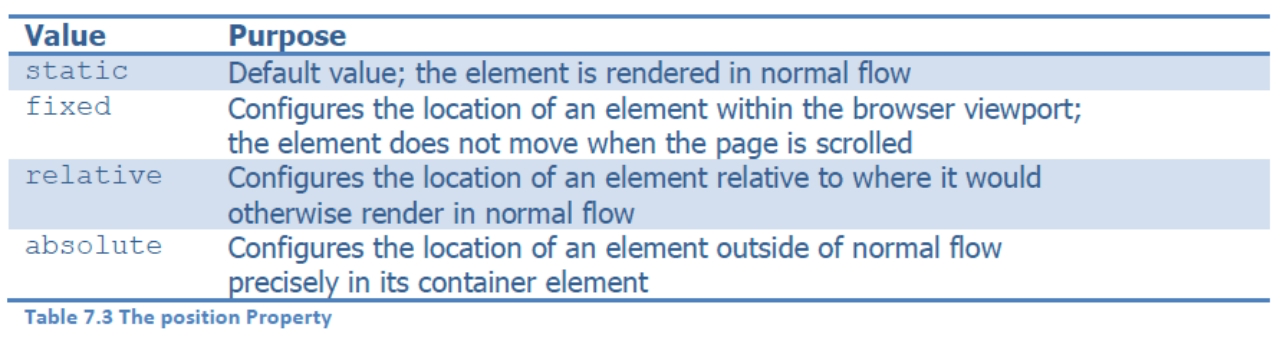 Value Purpose
static Default value; the element is rendered in normal flow
fixed Configures the location of an element within the browser viewport;
the element does not move when the page is scrolled
relative Configures the location of an element relative to where it would
otherwise render in normal flow
absolute Configures the location of an element outside of normal flow
precisely in its container element
Table 7.3 The position Property